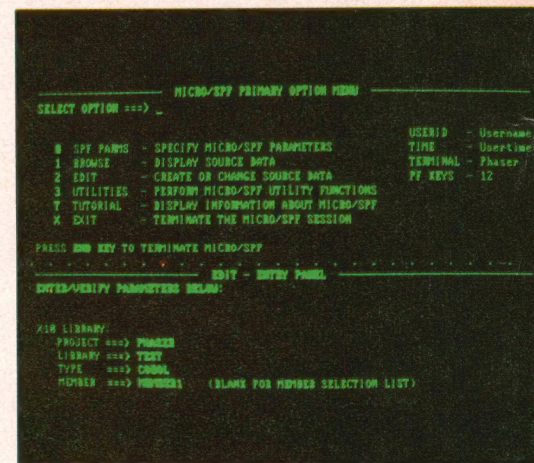 MICRO/SPF PRIMARY OPTION MENU
SELECT OPTION ===> _
USERID - Username
0 SPF PARMS - SPECIFY MICRO/SPF PARAMETERS TIME - Usertime
1 BROWSE - DISPLAY SOURCE DATA TERMINAL - Phaser
2 EDIT - CREATE OR CHANGE SOURCE DATA PF KEYS - 12
3 UTILITIES - PERFORM MICRO/SPF UTILITY FUNCTIONS
T TUTORIAL - DISPLAY INFORMATION ABOUT MICRO/SPF
X EXIT - TERMINATE THE MICRO/SPF SESSION
PRESS END KEY TO TERMINATE MICRO/SPF
EDIT - ENTRY PANEL
ENTER/VERIFY PARAMETERS BELOW:
X10 LIBRARY:
PROJECT ===> PHASER
LIBRARY ===> TEXT
TYPE ===> COBOL
MEMBER ===> MEMBER1 (BLANK FOR MEMBER SELECTION LIST)